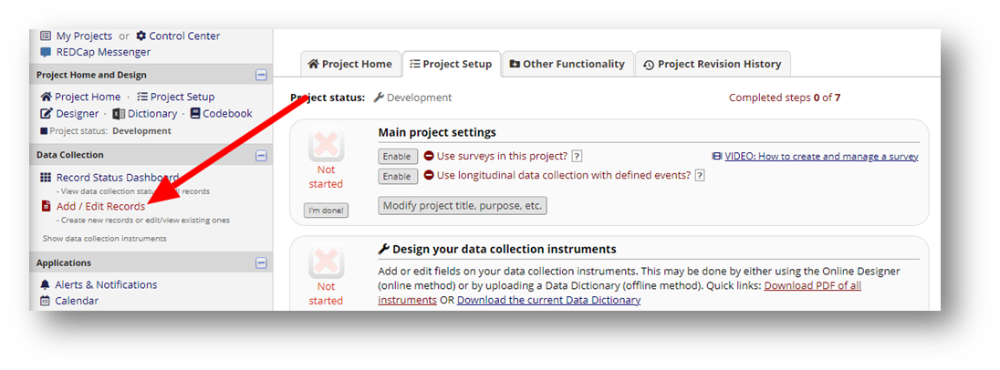 My Projects or Control Center
REDCap Messenger
Project Home and Design
Project Home · Project Setup
Designer · Dictionary · Codebook
Project status: Development
Data Collection
Record Status Dashboard
- View data collection status records
Add / Edit Records
- Create new records or edit/view existing ones
Show data collection instruments
Applications
Alerts & Notifications
Calendar
Project Home Project Setup Other Functionality Project Revision History
Project status: Development Completed steps 0 of 7
Not
started
I'm done!
Main project settings
Enable Use surveys in this project? ? VIDEO: How to create and manage a survey
Enable Use longitudinal data collection with defined events? ?
Modify project title, purpose, etc.
Not
started
Design your data collection instruments
Add or edit fields on your data collection instruments. This may be done by either using the Online Designer
(online method) or by uploading a Data Dictionary (offline method). Quick links: Download PDF of all
instruments OR Download the current Data Dictionary